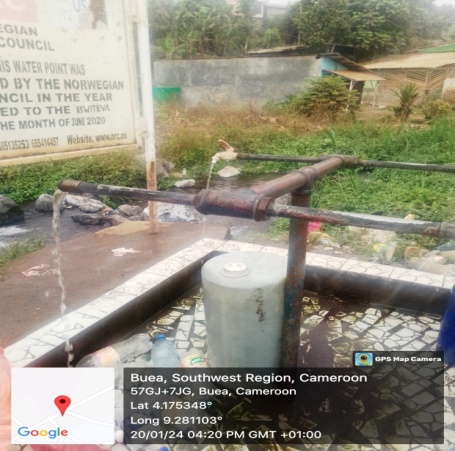 EGIAN
COUNCIL
IS WATER POINT WAS
D BY THE NORWEGIAN
NCIL IN THE YEAR
ED TO THE BWITEVA
THE MONTH OF JUNE 2020
Website. www.nrc.no
GPS Map Camera
Buea, Southwest Region, Cameroon
57GJ+7JG, Buea, Cameroon
Lat 4.175348°
Long 9.281103°
20/01/24 04:20 PM GMT +01:00
Google